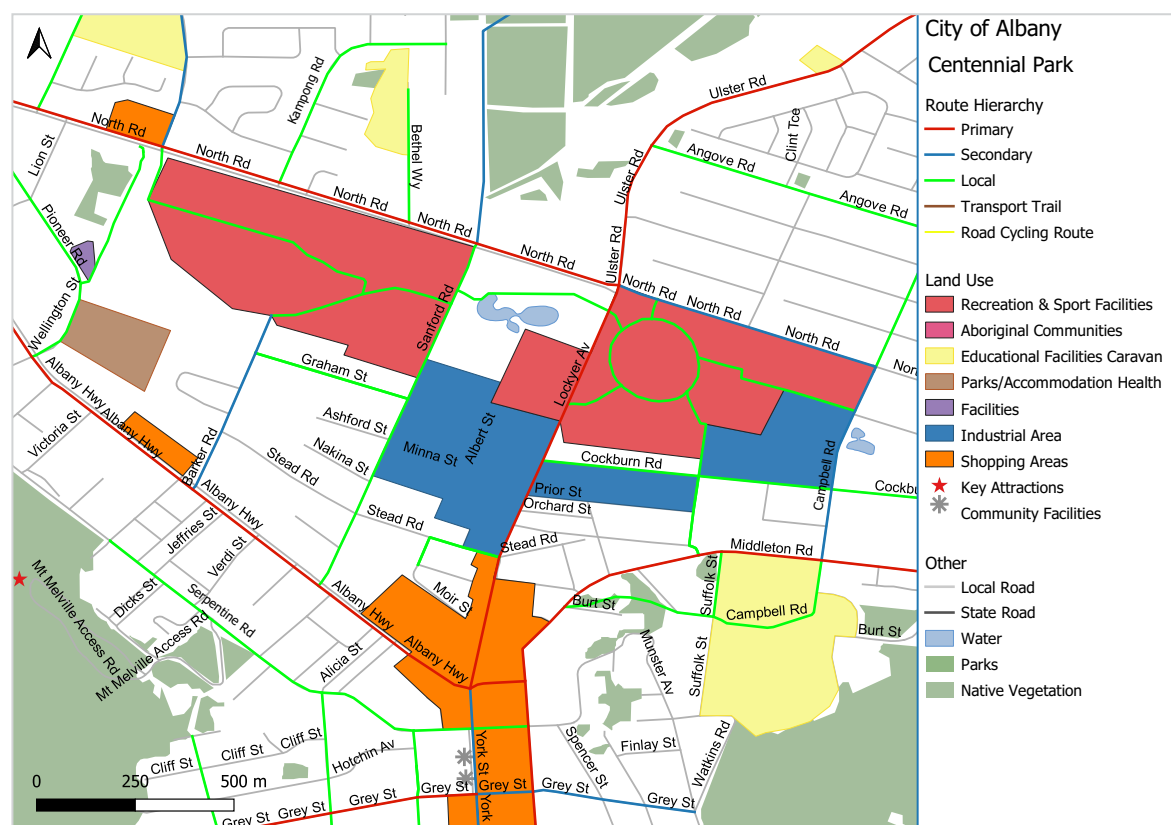 City of Albany
Centennial Park
Route Hierarchy
Primary
Secondary
Local
Transport Trail
Road Cycling Route
Land Use
Recreation & Sport Facilities
Aboriginal Communities
Educational Facilities Caravan
Parks/Accommodation Health
Facilities
Industrial Area
Shopping Areas
Key Attractions
Community Facilities
Other
Local Road
State Road
Water
Parks
Native Vegetation
Kampong Rd
Ulster Rd
Clint Tce
North Rd
Lion St
North Rd
Bethel Wy
Angove Rd
Angove Rd
North Rd
North Rd
Ulster Rd
Pioneer Rd
North Rd
Ulster Rd
North Rd
North Rd
North Rd
Nor
Wellington St
Sanford Rd
Lockyer Av
Graham St
Albany Hwy
Albany Hwy
Albany Hwy
Victoria St
Ashford St
Albert St
Nakina St
Minna St
Barker Rd
Stead Rd
Cockburn Rd
Campbell Rd
Cockbu
Prior St
Orchard St
Albany Hwy
Jeffries St
Stead Rd
Stead Rd
Middleton Rd
Verdi St
Mt Melville Access Rd
Dicks St
Serpentine Rd
Albany Hwy
Moir S
Burt St
Suffolk St
Campbell Rd
Burt St
Mt Melville Access Rd
Alicia St
Albany Hwy
Munster Av
Suffolk St
Cliff St
Cliff St
Cliff St
Hotchin Av
York St
Spencer St
Finlay St
Watkins Rd
0 250 500 m
Grey St
Grey St
Grey St
Grey St
Grey St
Grey St
Grey St
York